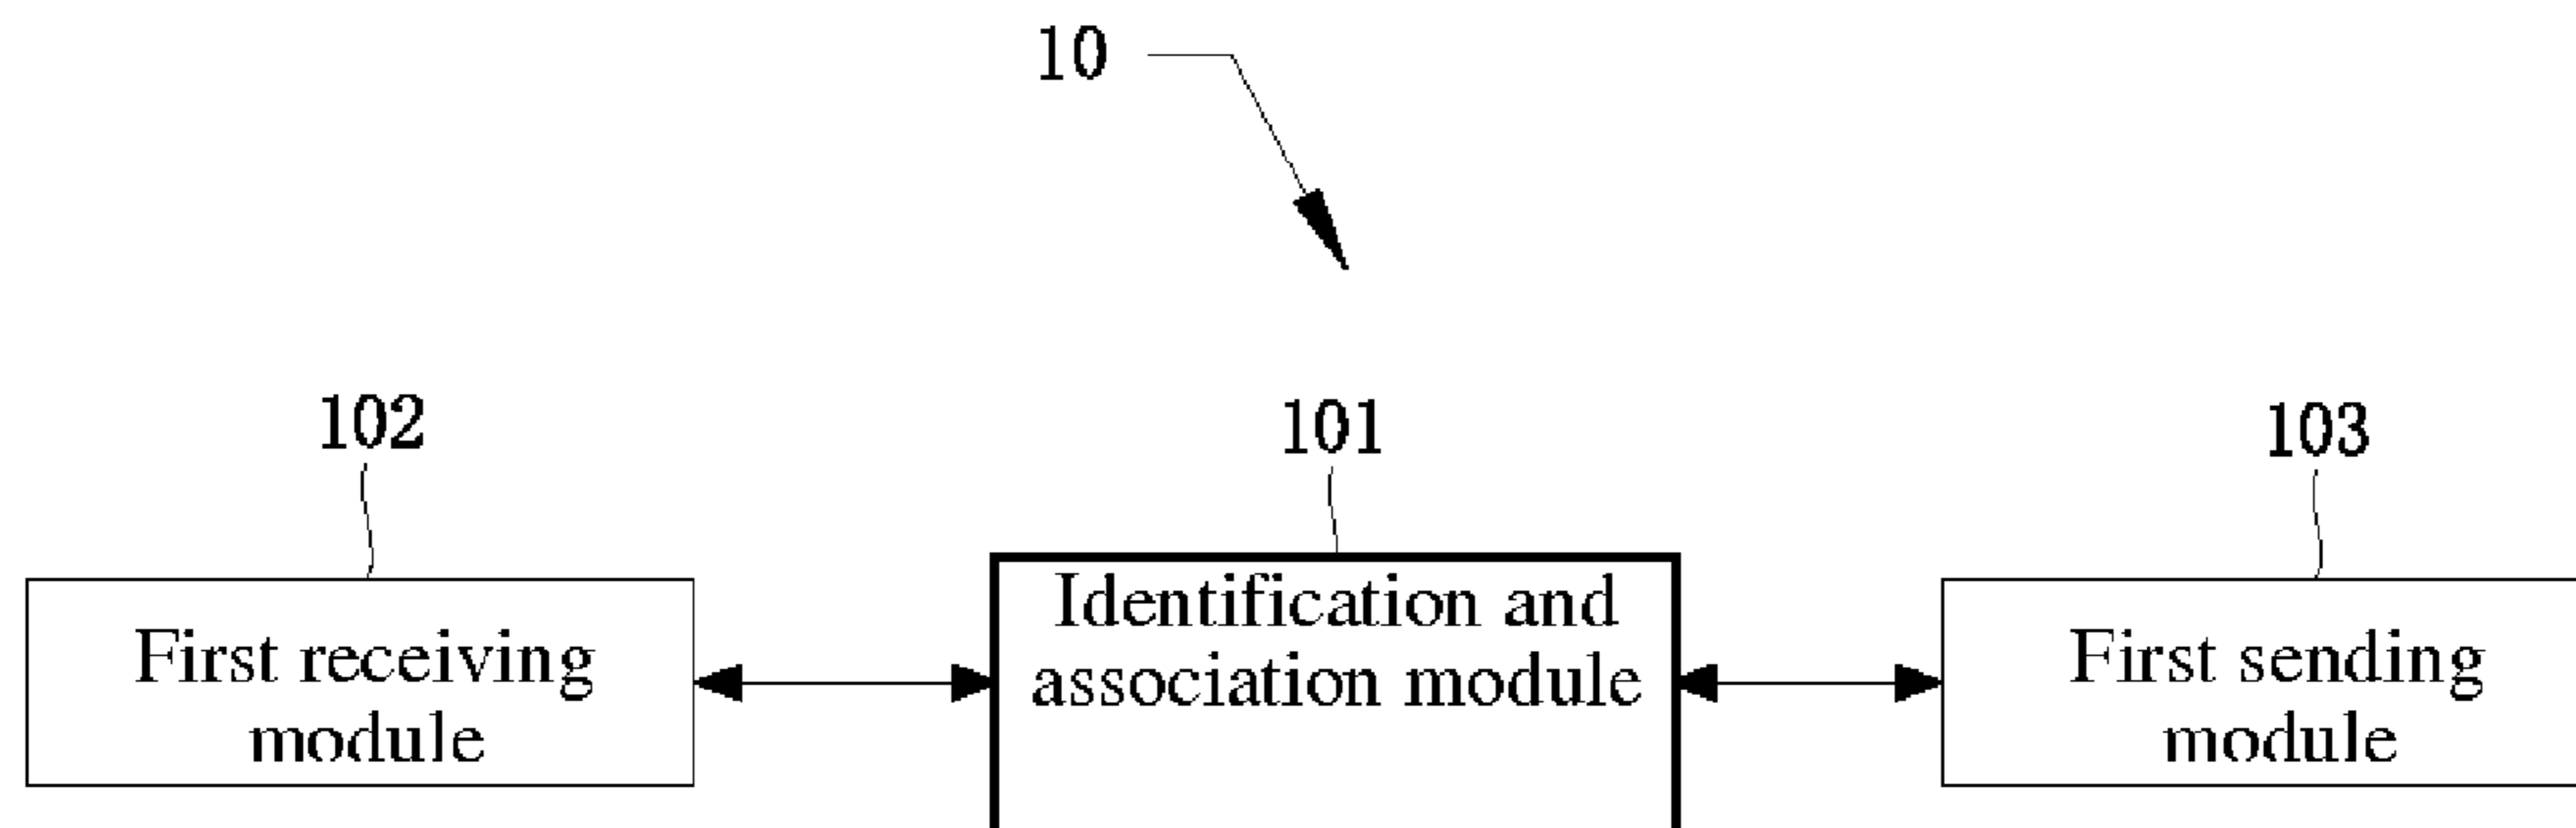 10
102
101
103
First receiving
module
Identification and
association module
First sending
module